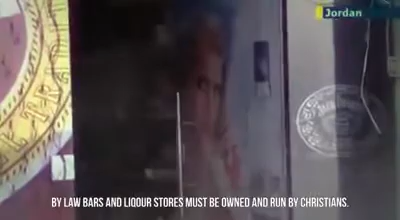 Jordan
BY LAW BARS AND LIQOUR STORES MUST BE OWNED AND RUN BY CHRISTIANS.